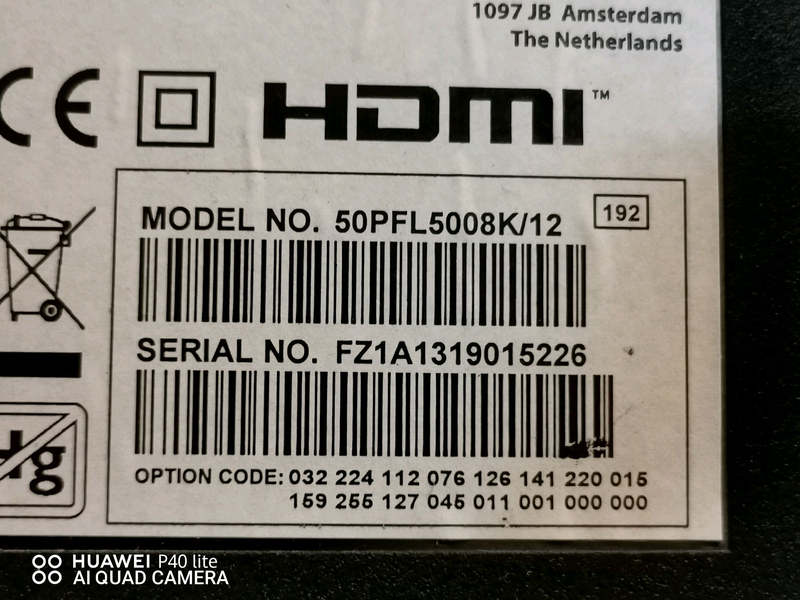 1097 JB Amsterdam
The Netherlands
CE
HDMI™
MODEL NO. 50PFL5008K/12
192
SERIAL NO. FZ1A1319015226
Hg
OPTION CODE: 032 224 112 076 126 141 220 015
159 255 127 045 011 001 000 000
HUAWEI P40 lite
AI QUAD CAMERA